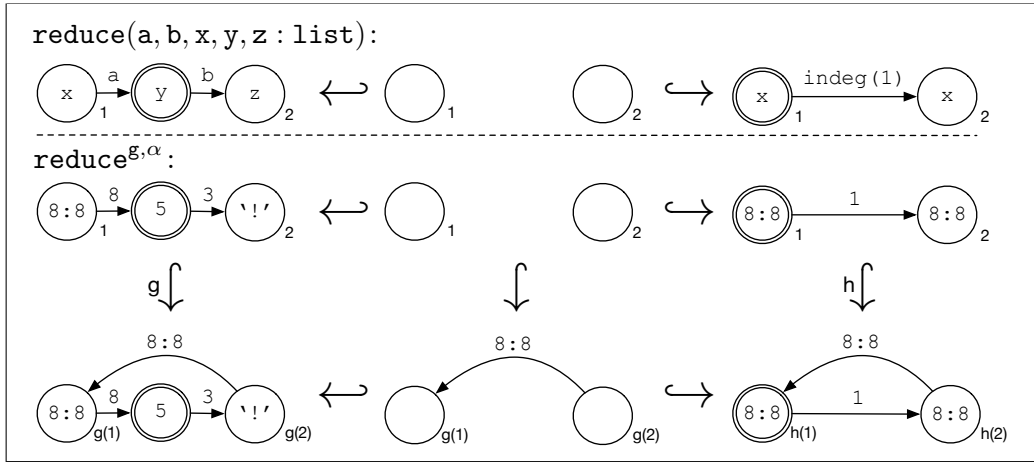 reduce(a, b, x, y, z : list):
a b indeg(1)
x y z x x
1 2 1 2 1 2
reduce^{g,α}:
8 3 1
8:8 5 '!' 8:8 8:8
1 2 1 2 1 2
g h
8:8 8:8 8:8
8 3 1
8:8 5 '!' 8:8 8:8
g(1) g(2) g(1) g(2) h(1) h(2)